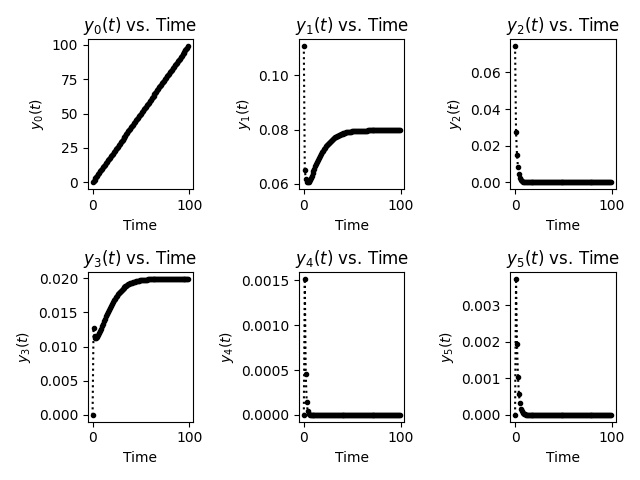 y₀(t) vs. Time
y₁(t) vs. Time
y₂(t) vs. Time
100
75
50
25
0
y₀(t)
0
100
Time
0.10
0.08
0.06
y₁(t)
0
100
Time
0.06
0.04
0.02
0.00
y₂(t)
0
100
Time
y₃(t) vs. Time
y₄(t) vs. Time
y₅(t) vs. Time
0.020
0.015
0.010
0.005
0.000
y₃(t)
0
100
Time
0.0015
0.0010
0.0005
0.0000
y₄(t)
0
100
Time
0.003
0.002
0.001
0.000
y₅(t)
0
100
Time